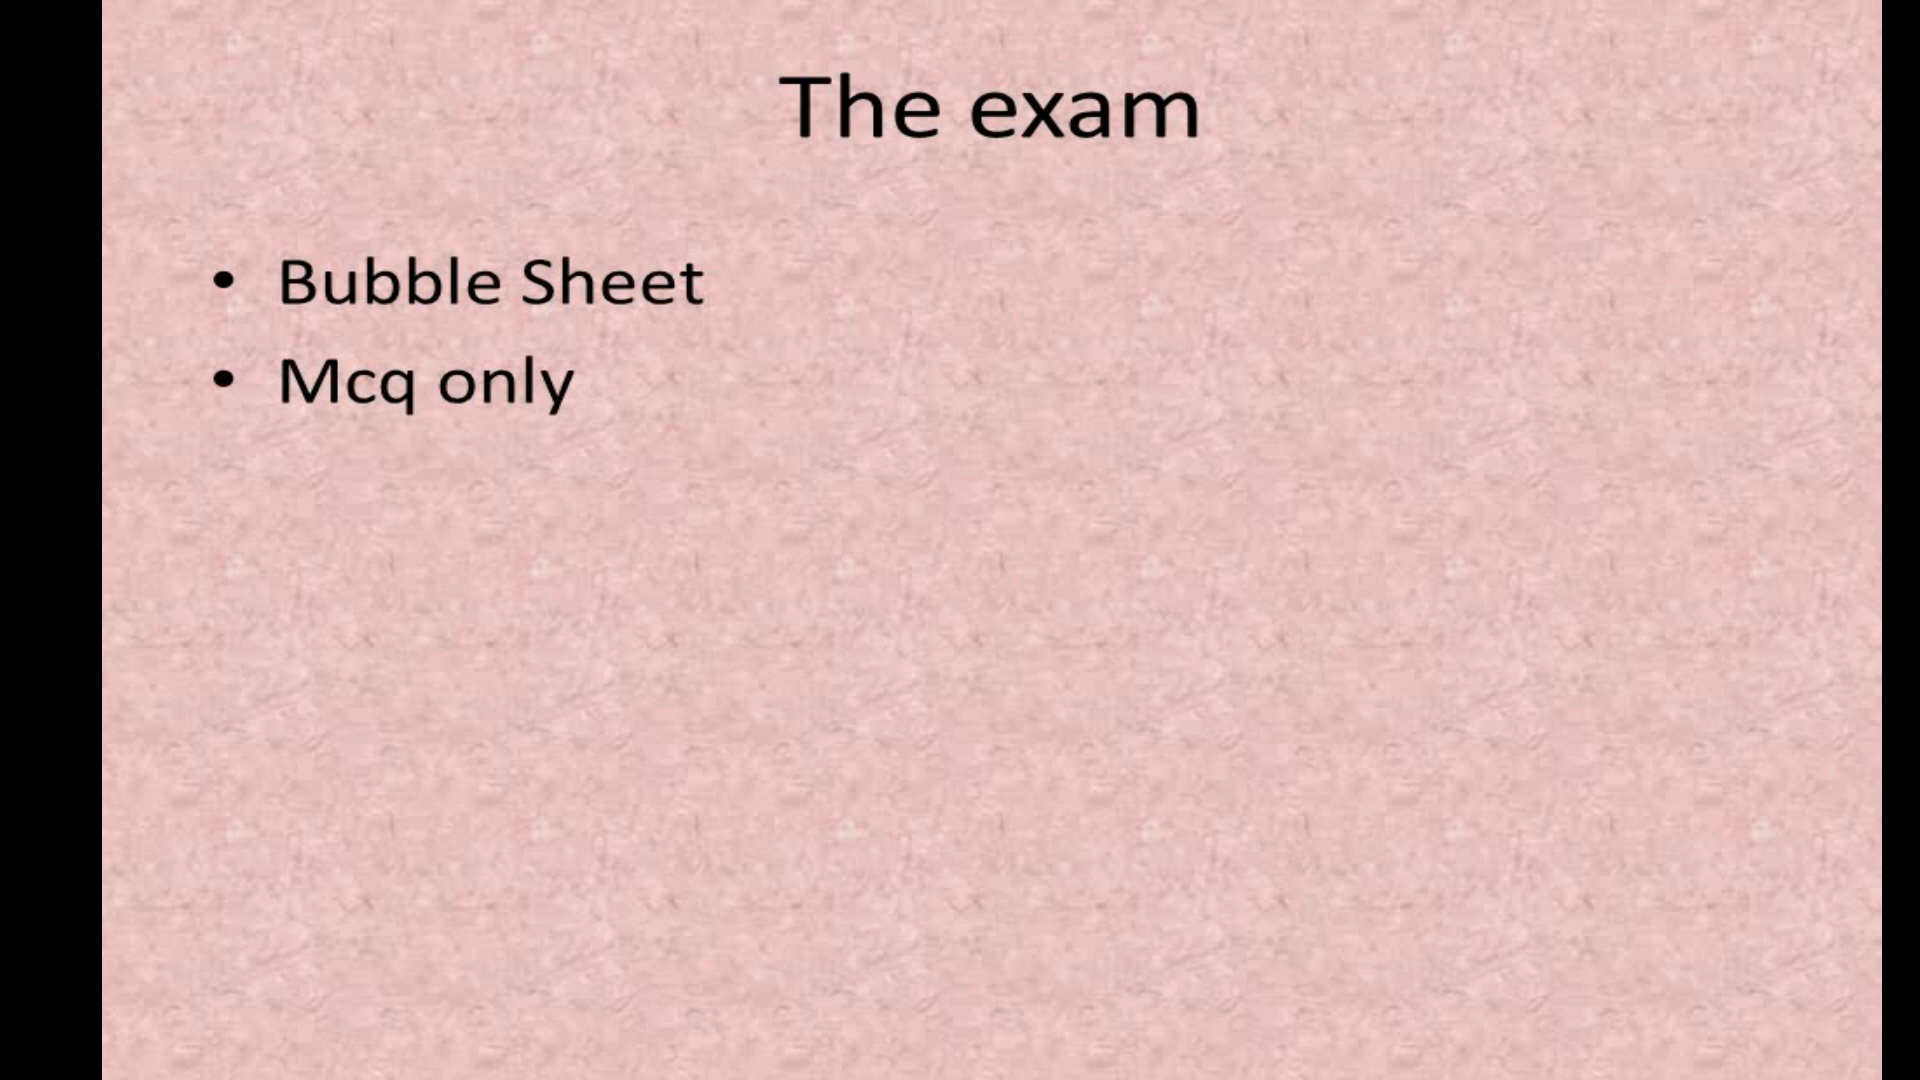 The exam
• Bubble Sheet
• Mcq only